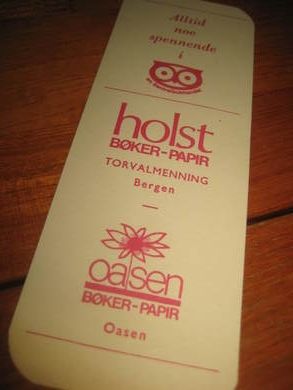 Alltid
noe
spennende
i
holst
BØKER-PAPIR
TORVALMENNING
Bergen
—
oasen
BØKER-PAPIR
Oasen